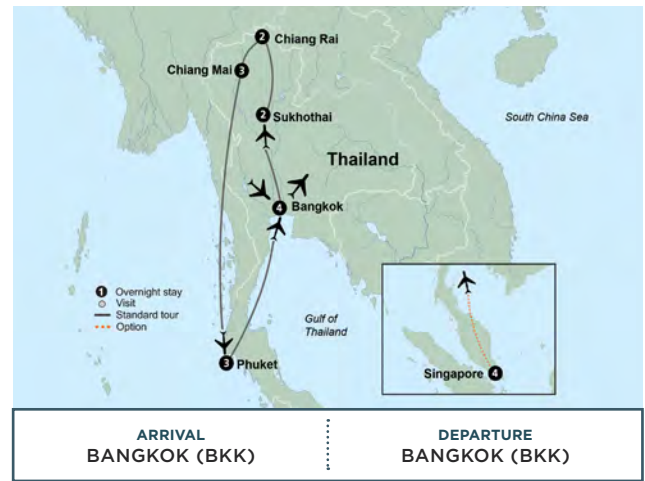 2 Chiang Rai
Chiang Mai 3
2 Sukhothai
South China Sea
Thailand
4 Bangkok
1 Overnight stay
Visit
Standard tour
Option
Gulf of
Thailand
3 Phuket
Singapore 4
ARRIVAL
BANGKOK (BKK)
DEPARTURE
BANGKOK (BKK)